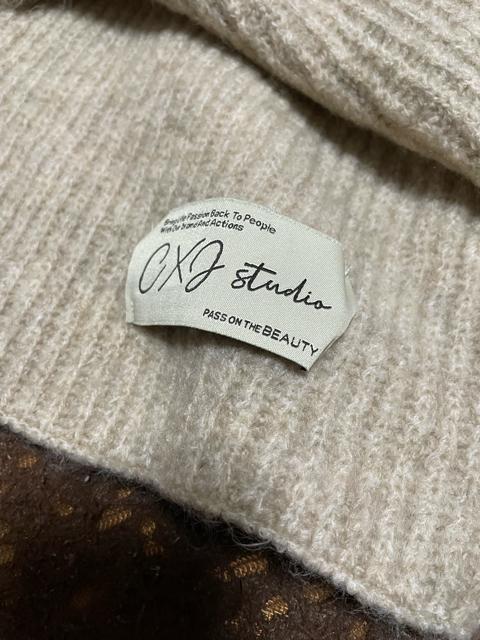 Bring the Passion Back To People
With Our brand And Actions
CXJ studio
PASS ON THE BEAUTY